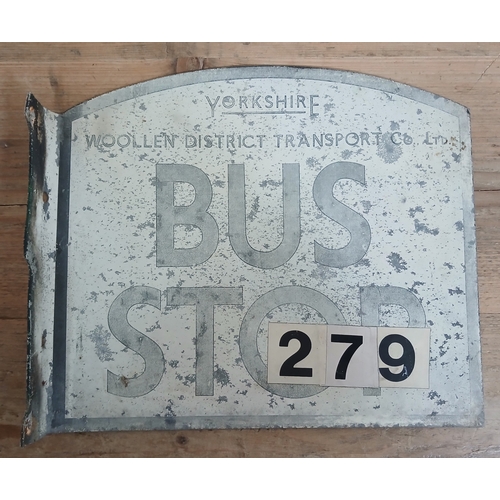 YORKSHIRE
WOOLLEN DISTRICT TRANSPORT CO. LTD.
BUS
STOP
279